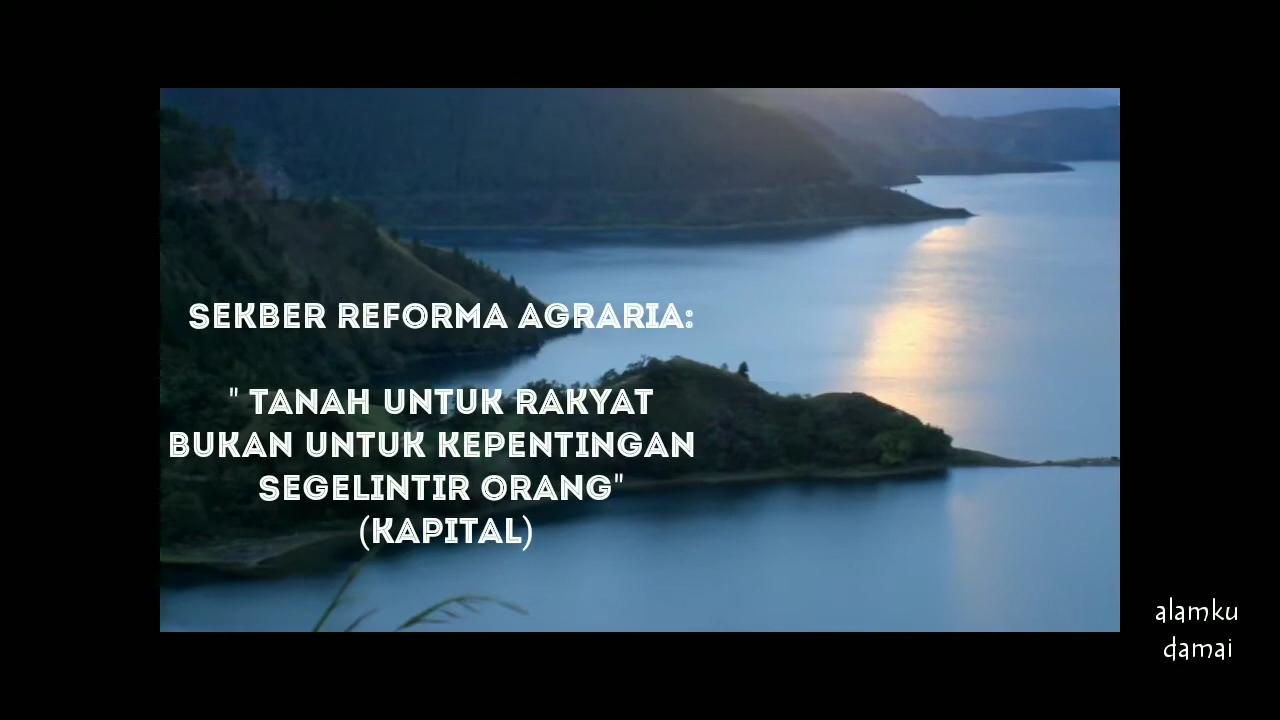 SEKBER REFORMA AGRARIA:
" TANAH UNTUK RAKYAT
BUKAN UNTUK KEPENTINGAN
SEGELINTIR ORANG"
(KAPITAL)
alamku
damai